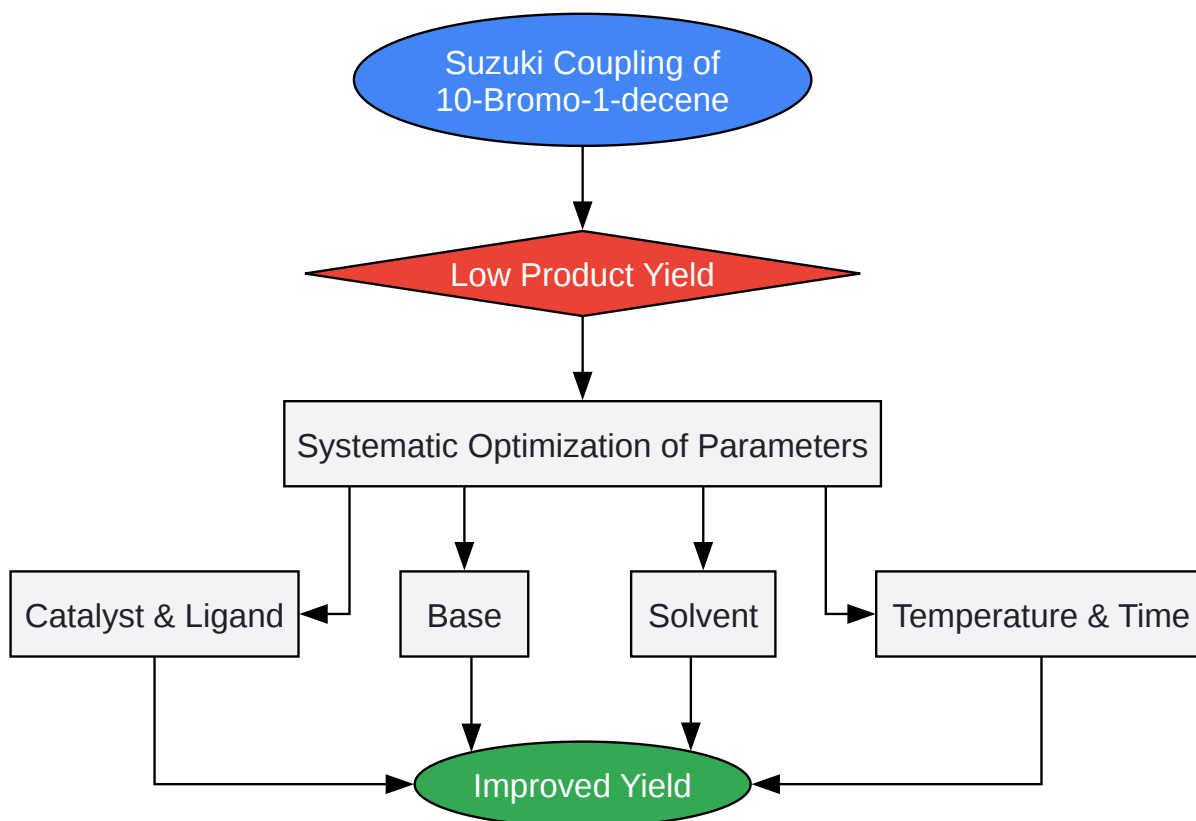 Suzuki Coupling of
10-Bromo-1-decene
Low Product Yield
Systematic Optimization of Parameters
Catalyst & Ligand
Base
Solvent
Temperature & Time
Improved Yield